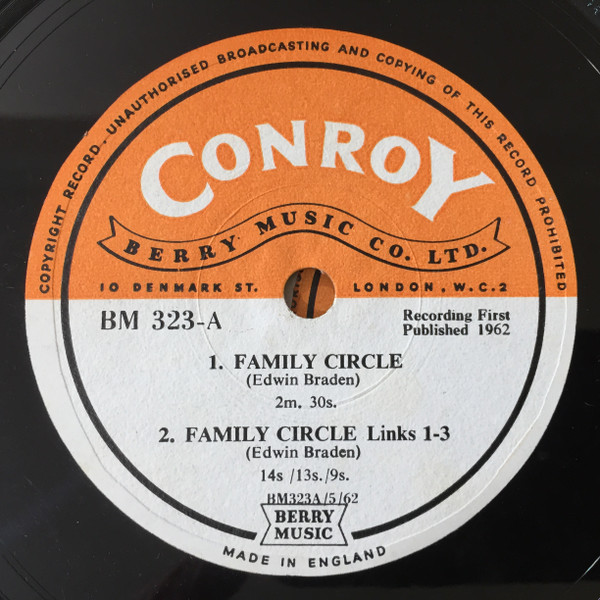 COPYRIGHT RECORD. UNAUTHORISED BROADCASTING AND COPYING OF THIS RECORD PROHIBITED
CONROY
BERRY MUSIC CO. LTD.
10 DENMARK ST. LONDON, W.C.2
BM 323-A
Recording First
Published 1962
1. FAMILY CIRCLE
(Edwin Braden)
2m. 30s.
2. FAMILY CIRCLE Links 1-3
(Edwin Braden)
14s /13s./9s.
BM323A/5/62
BERRY
MUSIC
MADE IN ENGLAND